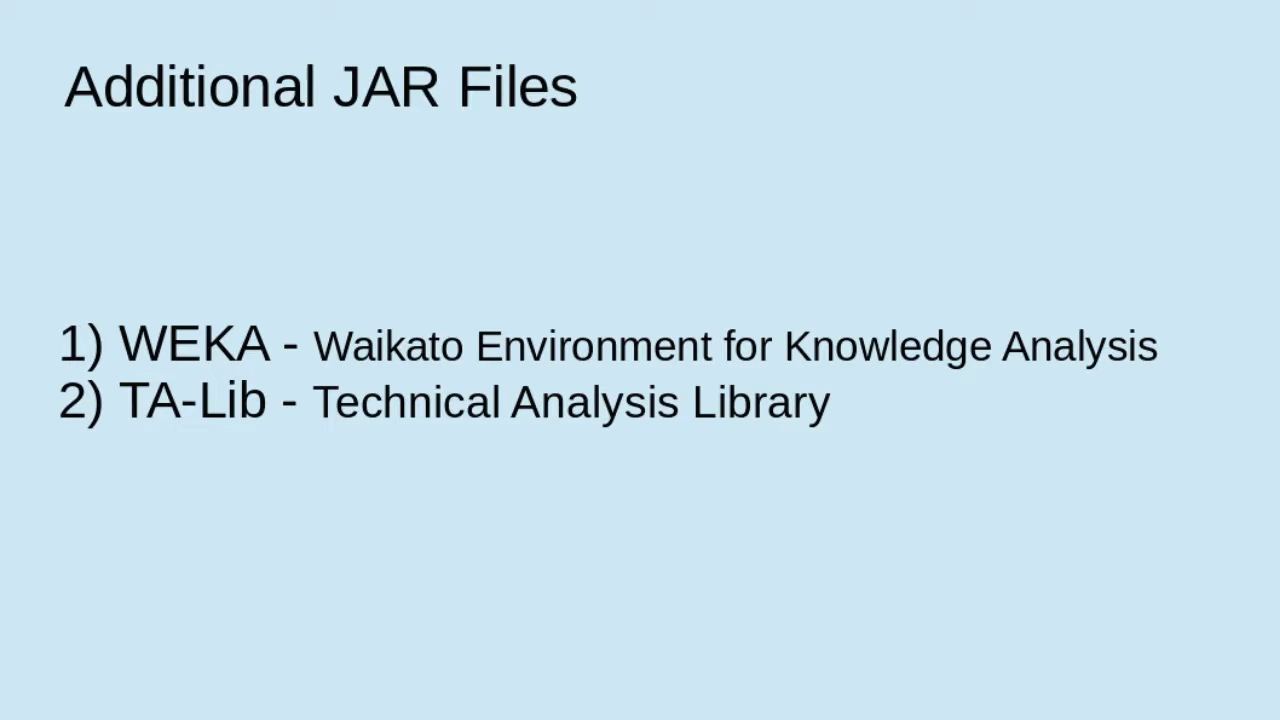 Additional JAR Files
1) WEKA - Waikato Environment for Knowledge Analysis
2) TA-Lib - Technical Analysis Library